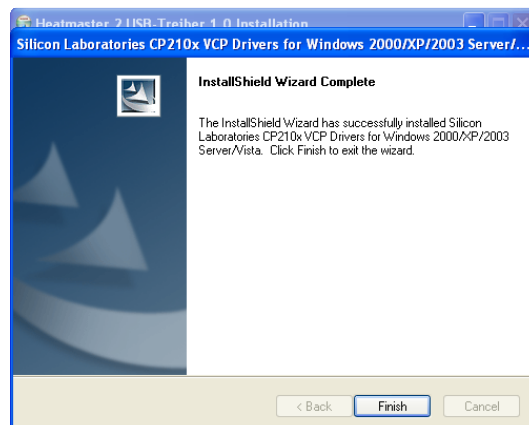 Heatmaster 2 USB-Treiber 1.0 Installation
Silicon Laboratories CP210x VCP Drivers for Windows 2000/XP/2003 Server/...
InstallShield Wizard Complete
The InstallShield Wizard has successfully installed Silicon
Laboratories CP210x VCP Drivers for Windows 2000/XP/2003
Server/Vista. Click Finish to exit the wizard.
< Back Finish Cancel